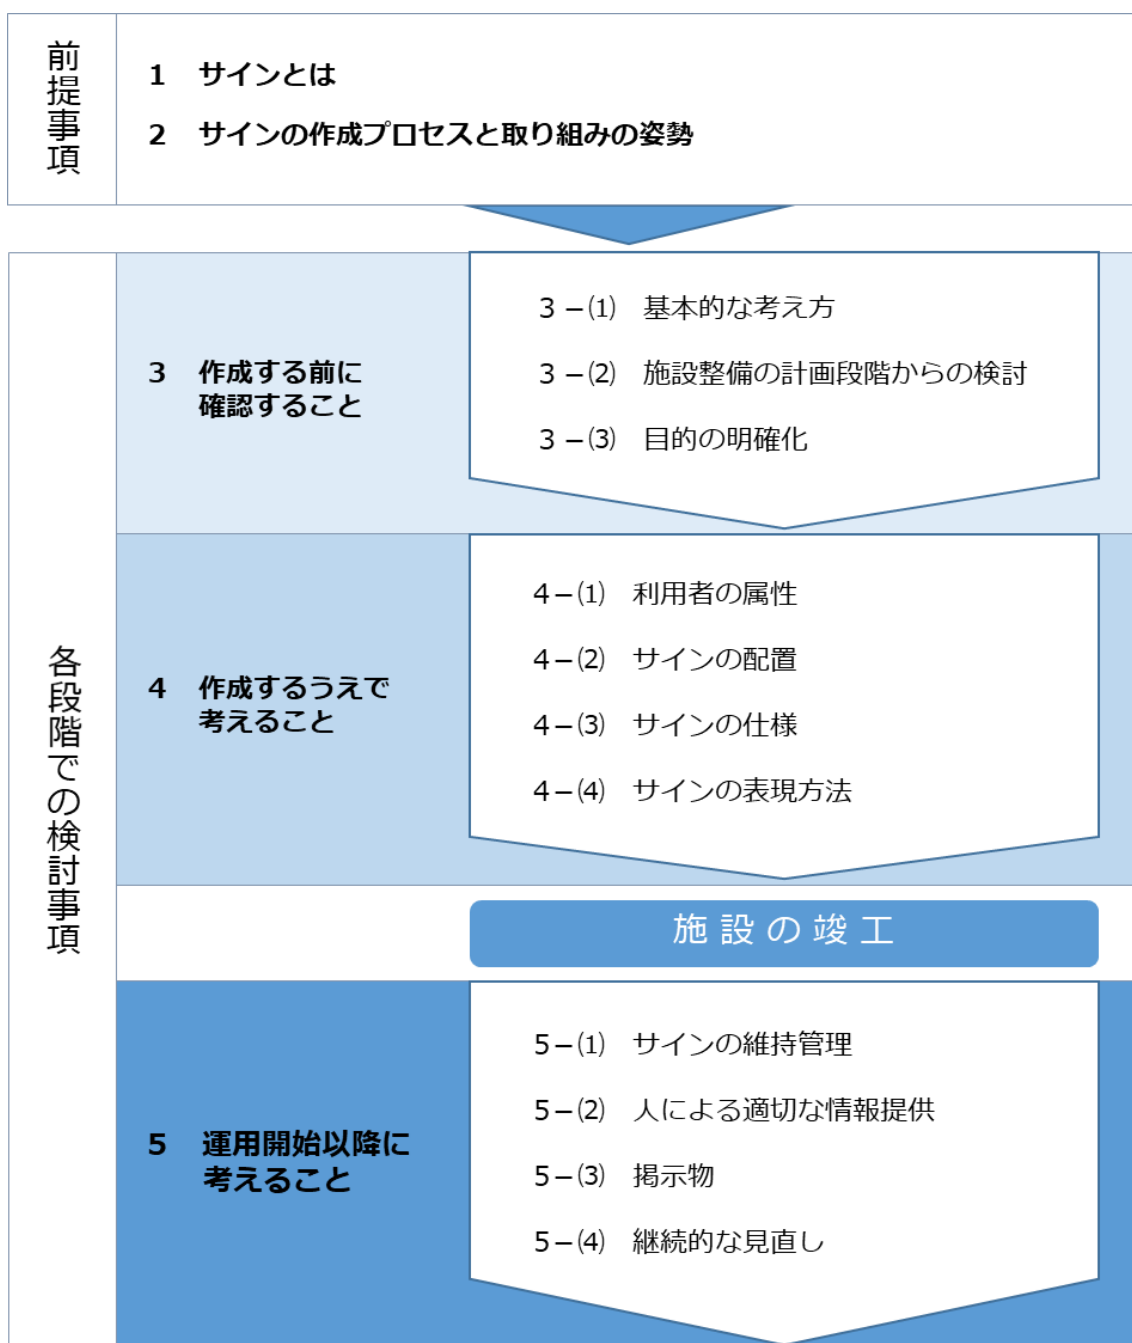 前提事項
1 サインとは
2 サインの作成プロセスと取り組みの姿勢
各段階での検討事項
3 作成する前に
確認すること
3－⑴ 基本的な考え方
3－⑵ 施設整備の計画段階からの検討
3－⑶ 目的の明確化
4 作成するうえで
考えること
4－⑴ 利用者の属性
4－⑵ サインの配置
4－⑶ サインの仕様
4－⑷ サインの表現方法
施設の竣工
5 運用開始以降に
考えること
5－⑴ サインの維持管理
5－⑵ 人による適切な情報提供
5－⑶ 掲示物
5－⑷ 継続的な見直し